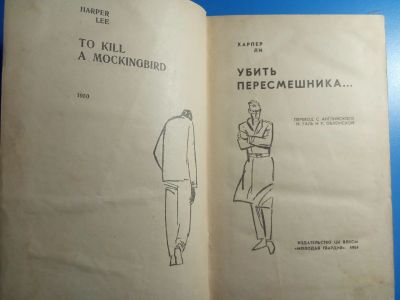 HARPER
LEE
TO KILL
A MOCKINGBIRD
1960
ХАРПЕР
ЛИ
УБИТЬ
ПЕРЕСМЕШНИКА...
ПЕРЕВОД С АНГЛИЙСКОГО
Н. ГАЛЬ И Р. ОБЛОНСКОЙ
ИЗДАТЕЛЬСТВО ЦК ВЛКСМ
«МОЛОДАЯ ГВАРДИЯ» 1964